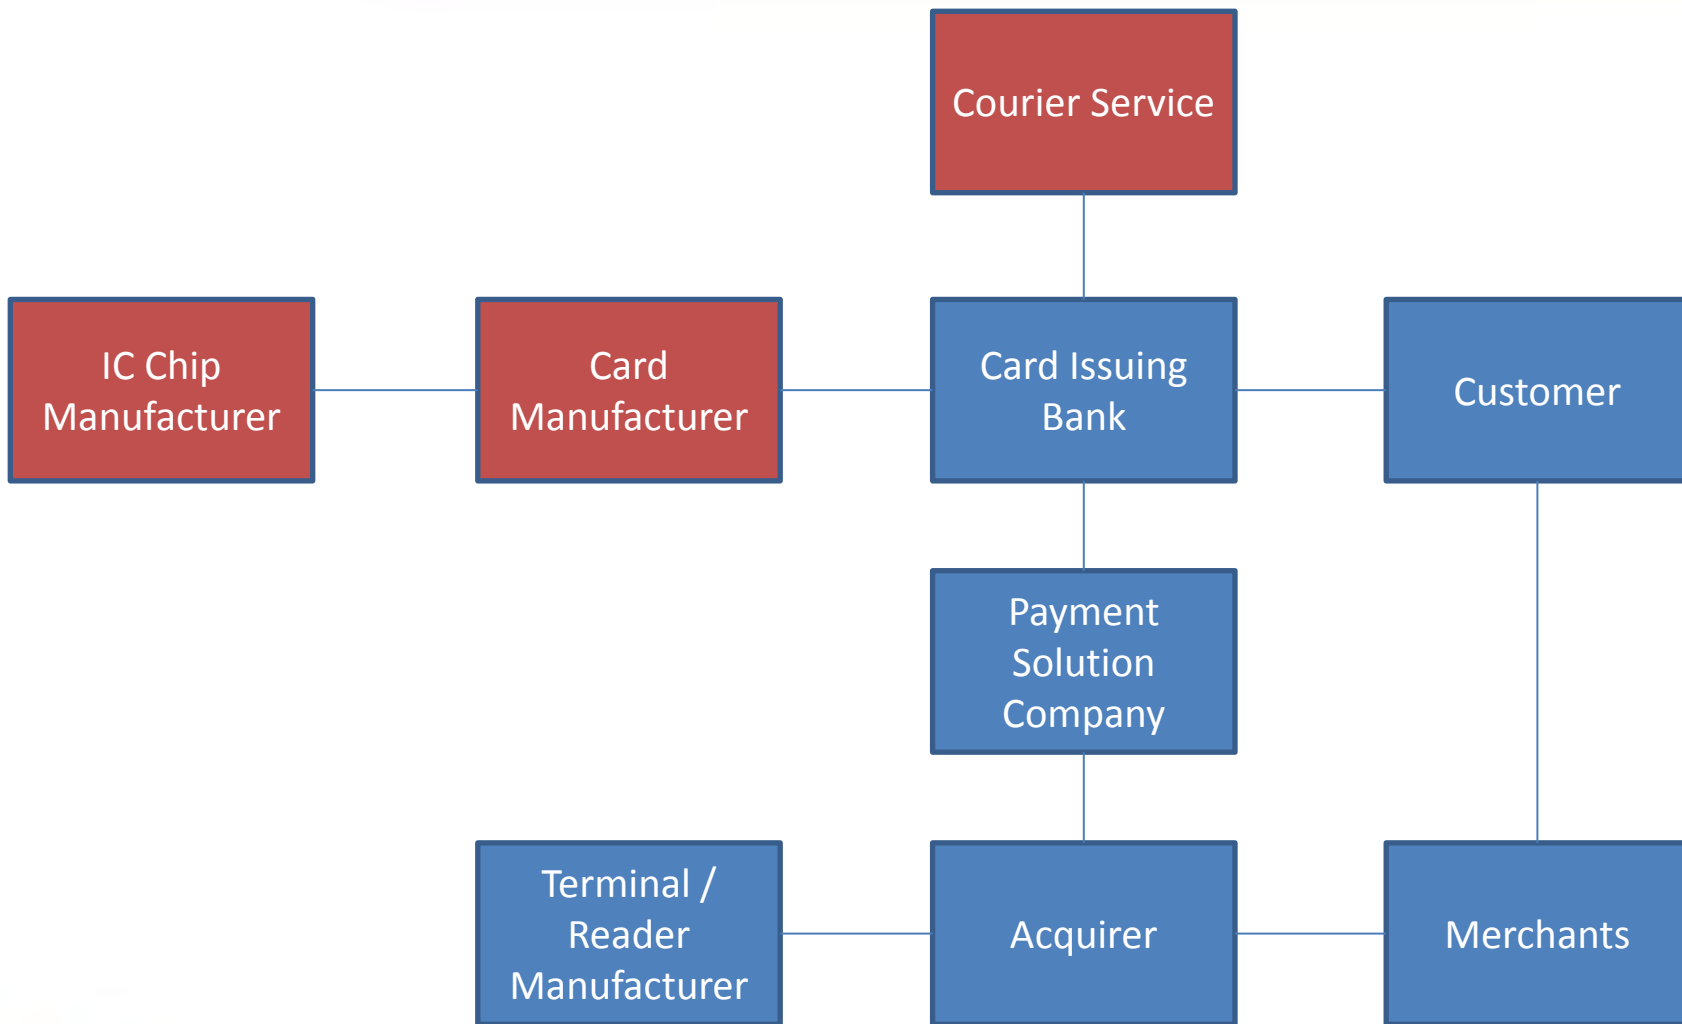 Courier Service
IC Chip
Manufacturer
Card
Manufacturer
Card Issuing
Bank
Customer
Payment
Solution
Company
Terminal /
Reader
Manufacturer
Acquirer
Merchants